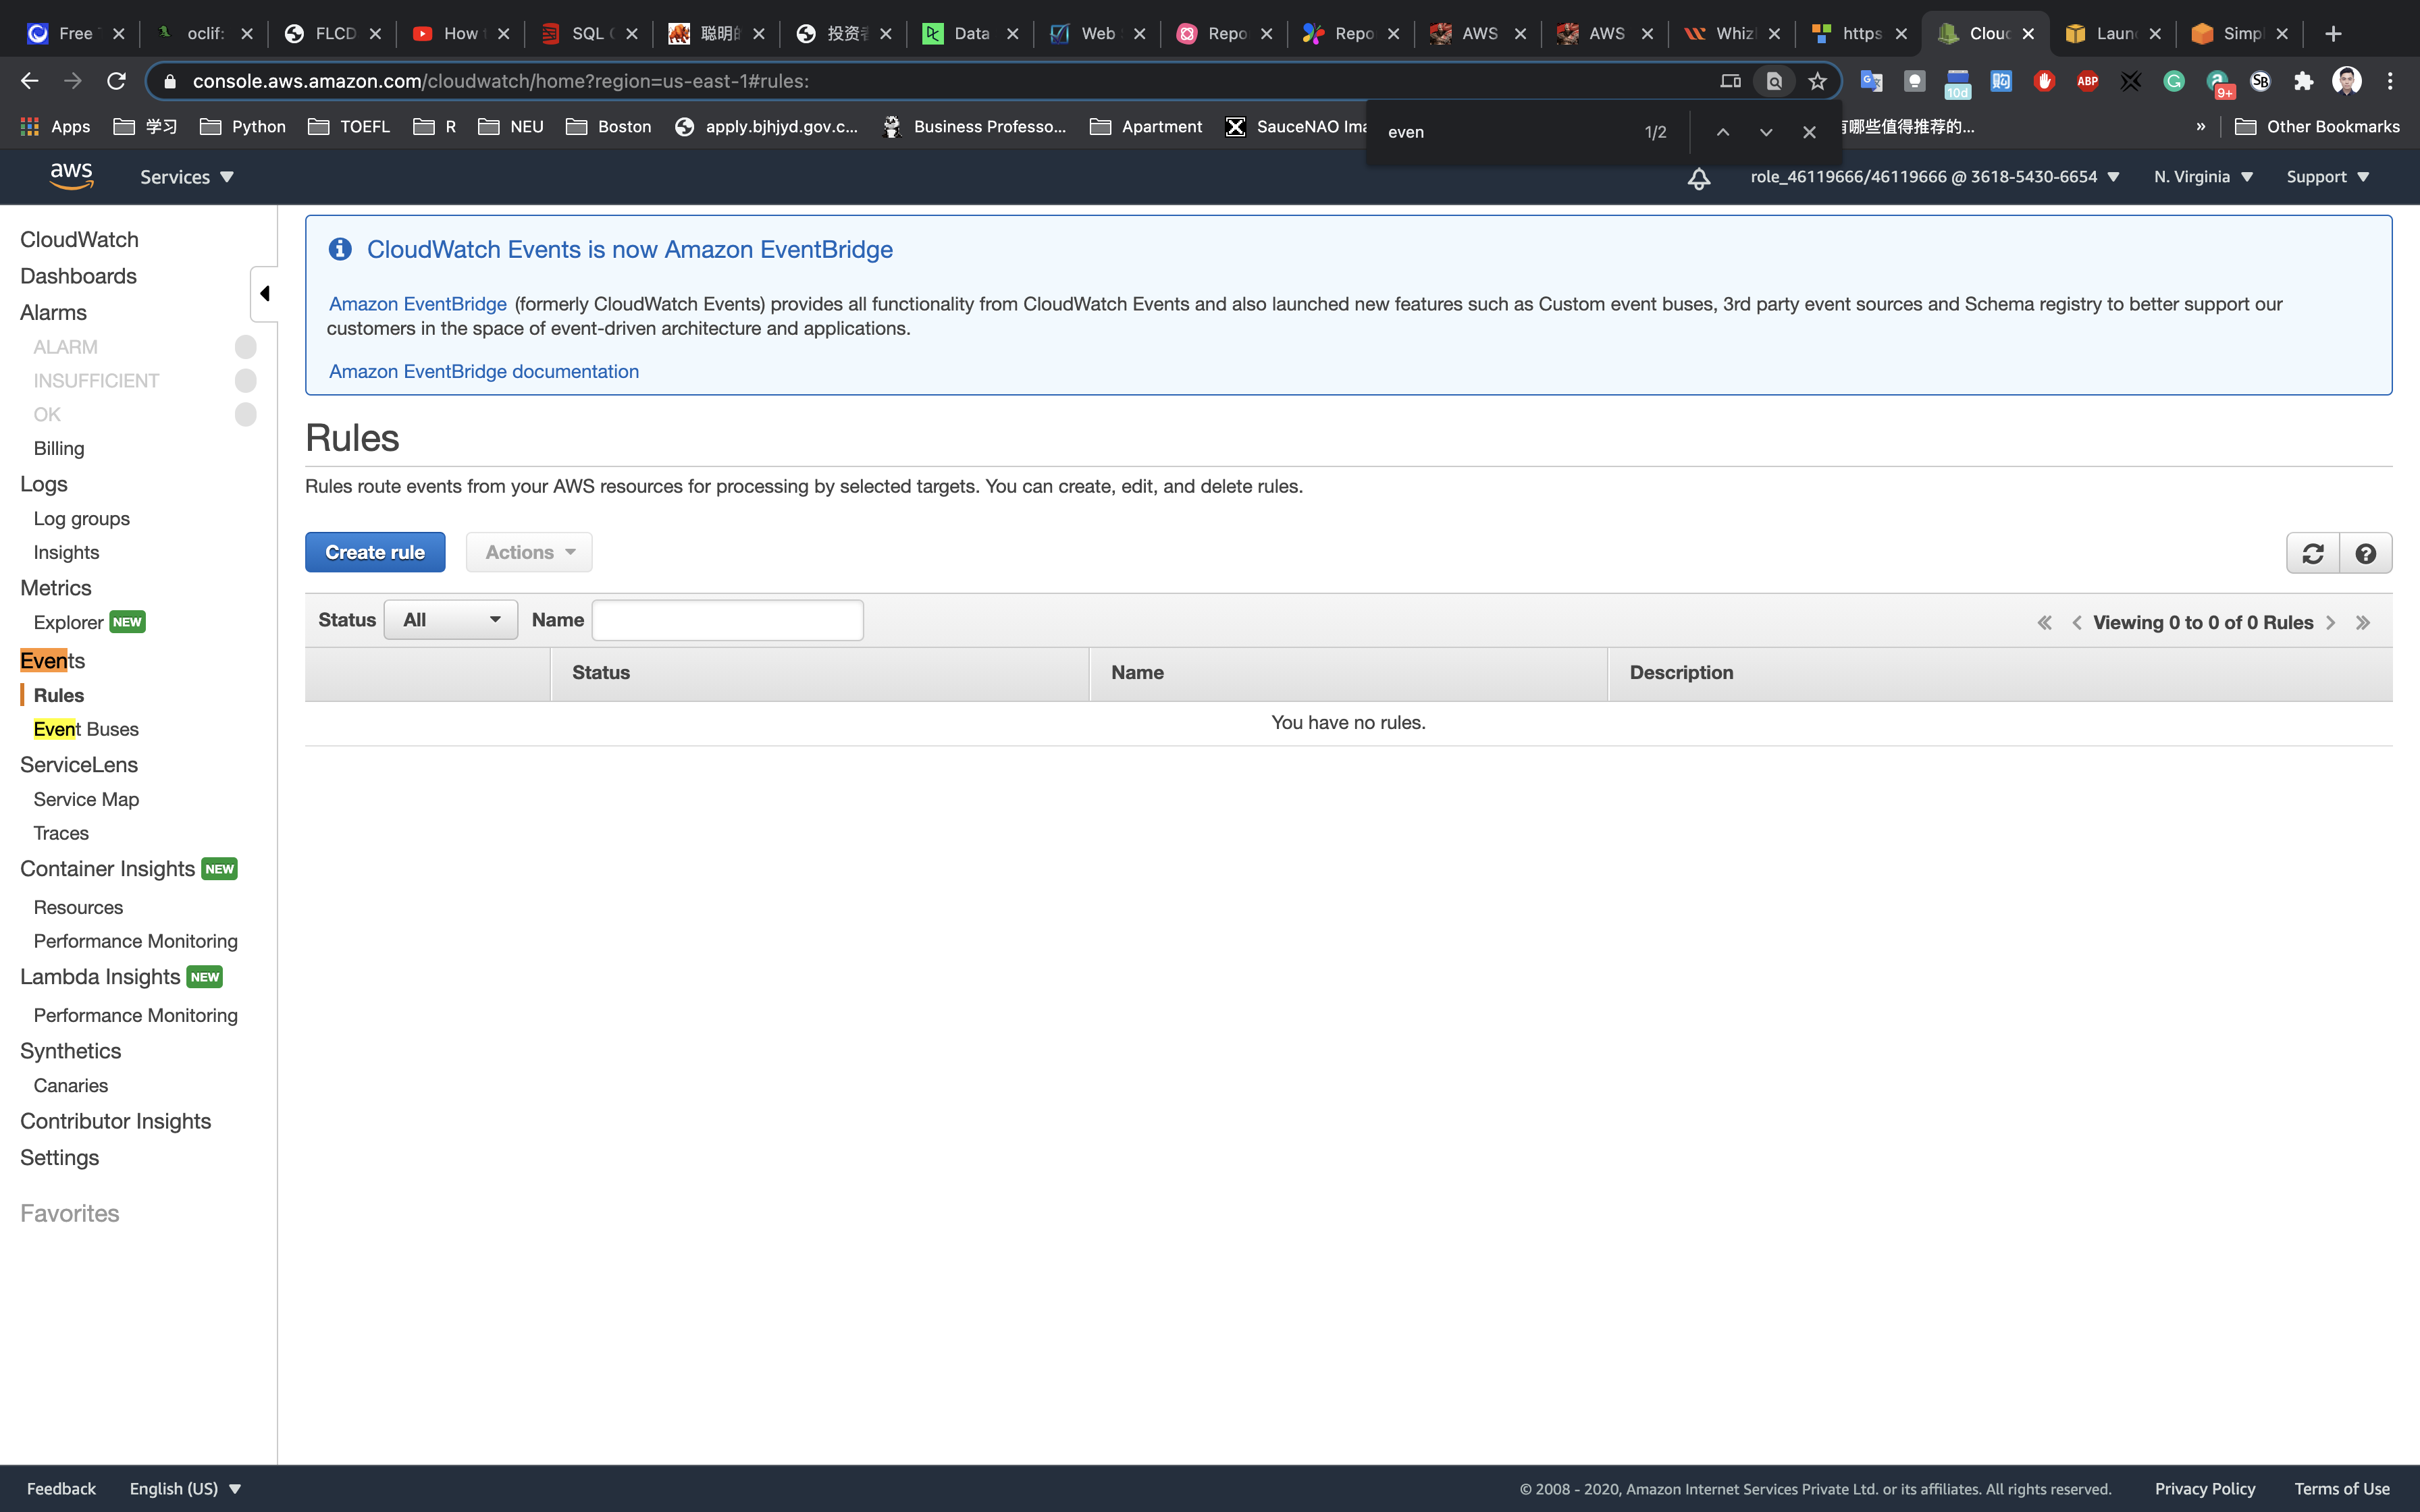 Free
oclif:
FLCD
How
SQL
聪明
投资
Data
Web
Repo
Repo
AWS
AWS
Whiz
https
Cloud
Laun
Simpl
console.aws.amazon.com/cloudwatch/home?region=us-east-1#rules:
10d
ABP
9+
SB
Apps
学习
Python
TOEFL
R
NEU
Boston
apply.bjhjyd.gov.c...
Business Professo...
Apartment
SauceNAO Ima
有哪些值得推荐的...
»
Other Bookmarks
even
1/2
aws
Services
role_46119666/46119666 @ 3618-5430-6654
N. Virginia
Support
CloudWatch
Dashboards
Alarms
ALARM
INSUFFICIENT
OK
Billing
Logs
Log groups
Insights
Metrics
Explorer NEW
Events
Rules
Event Buses
ServiceLens
Service Map
Traces
Container Insights NEW
Resources
Performance Monitoring
Lambda Insights NEW
Performance Monitoring
Synthetics
Canaries
Contributor Insights
Settings
Favorites
CloudWatch Events is now Amazon EventBridge
Amazon EventBridge (formerly CloudWatch Events) provides all functionality from CloudWatch Events and also launched new features such as Custom event buses, 3rd party event sources and Schema registry to better support our
customers in the space of event-driven architecture and applications.
Amazon EventBridge documentation
Rules
Rules route events from your AWS resources for processing by selected targets. You can create, edit, and delete rules.
Create rule
Actions
Status All Name
« < Viewing 0 to 0 of 0 Rules > »
Status Name Description
You have no rules.
Feedback
English (US)
© 2008 - 2020, Amazon Internet Services Private Ltd. or its affiliates. All rights reserved.
Privacy Policy
Terms of Use